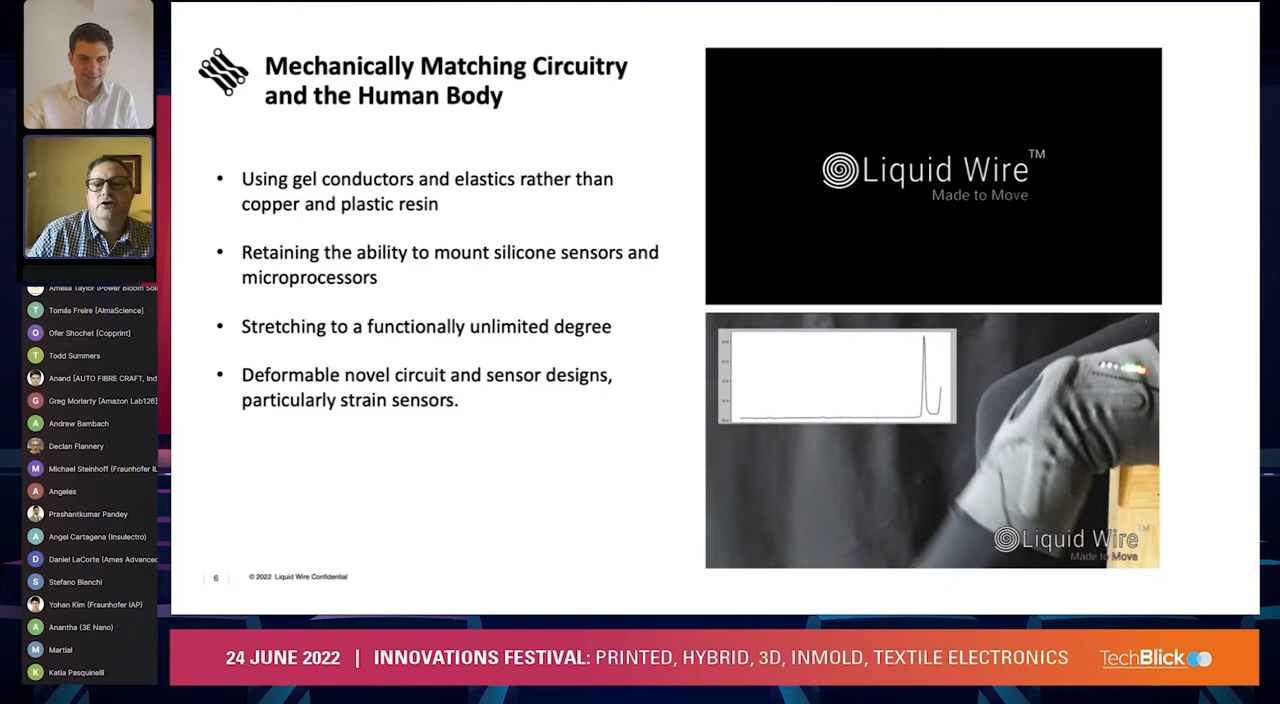 Mechanically Matching Circuitry
and the Human Body
• Using gel conductors and elastics rather than
copper and plastic resin
• Retaining the ability to mount silicone sensors and
microprocessors
• Stretching to a functionally unlimited degree
• Deformable novel circuit and sensor designs,
particularly strain sensors.
6
© 2022 Liquid Wire Confidential
Liquid Wire™
Made to Move
Liquid Wire™
Made to Move
Amelia Taylor (Power Bloom Sol
T Tomás Freire [AlmaScience]
O Ofer Shochet [Copprint]
T Todd Summers
Anand [AUTO FIBRE CRAFT, Ind
G Greg Moriarty [Amazon Lab126]
A Andrew Bambach
Declan Flannery
M Michael Steinhoff (Fraunhofer IL
A Angeles
Prashantkumar Pandey
A Angel Cartagena (Insulectro)
D Daniel LaCorte (Ames Advanced
S Stefano Bianchi
Yohan Kim (Fraunhofer IAP)
A Anantha (3E Nano)
M Martial
K Katia Pasquinelli
24 JUNE 2022 | INNOVATIONS FESTIVAL: PRINTED, HYBRID, 3D, INMOLD, TEXTILE ELECTRONICS
TechBlick